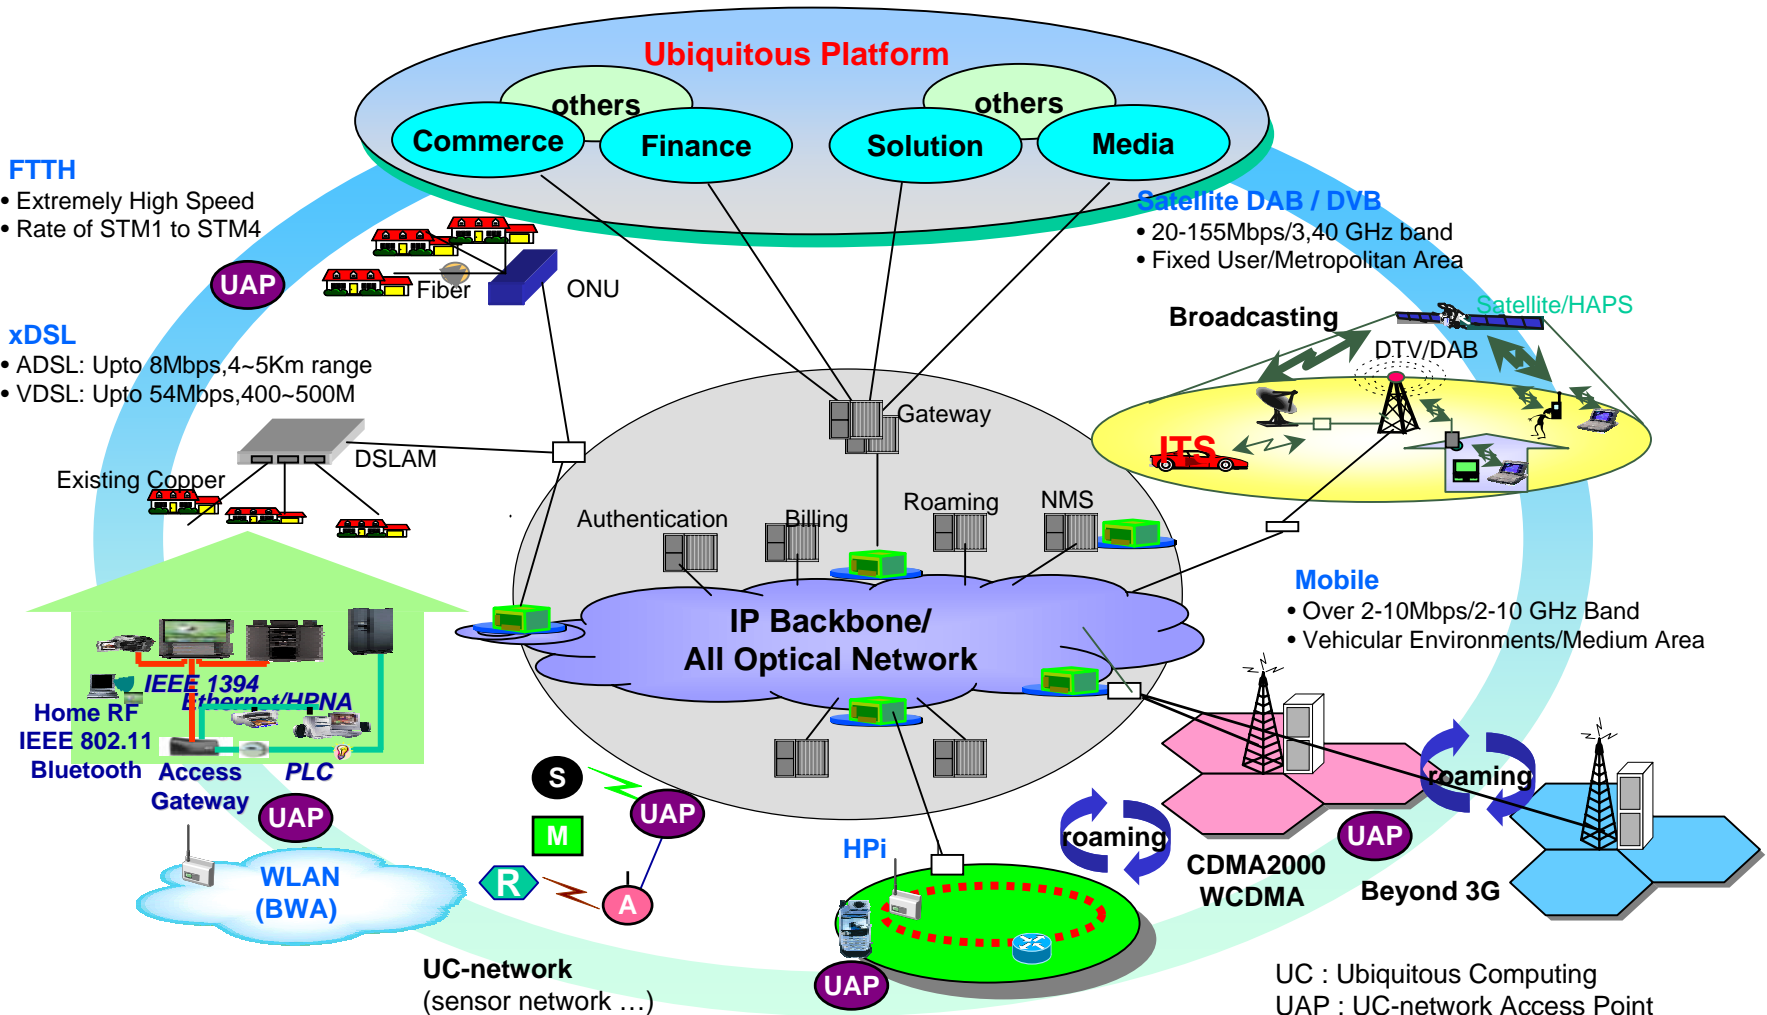 Ubiquitous Platform
others
others
Commerce
Finance
Solution
Media
FTTH
• Extremely High Speed
• Rate of STM1 to STM4
UAP
Fiber
ONU
Satellite DAB / DVB
• 20-155Mbps/3,40 GHz band
• Fixed User/Metropolitan Area
Satellite/HAPS
Broadcasting
DTV/DAB
ITS
xDSL
• ADSL: Upto 8Mbps,4~5Km range
• VDSL: Upto 54Mbps,400~500M
DSLAM
Existing Copper
Gateway
Authentication
Billing
Roaming
NMS
IP Backbone/
All Optical Network
Mobile
• Over 2-10Mbps/2-10 GHz Band
• Vehicular Environments/Medium Area
IEEE 1394
Ethernet/HPNA
Home RF
IEEE 802.11
Bluetooth
Access
Gateway
PLC
UAP
WLAN
(BWA)
S
UAP
M
R
A
HPi
UAP
roaming
roaming
CDMA2000
WCDMA
UAP
Beyond 3G
UC-network
(sensor network …)
UC : Ubiquitous Computing
UAP : UC-network Access Point